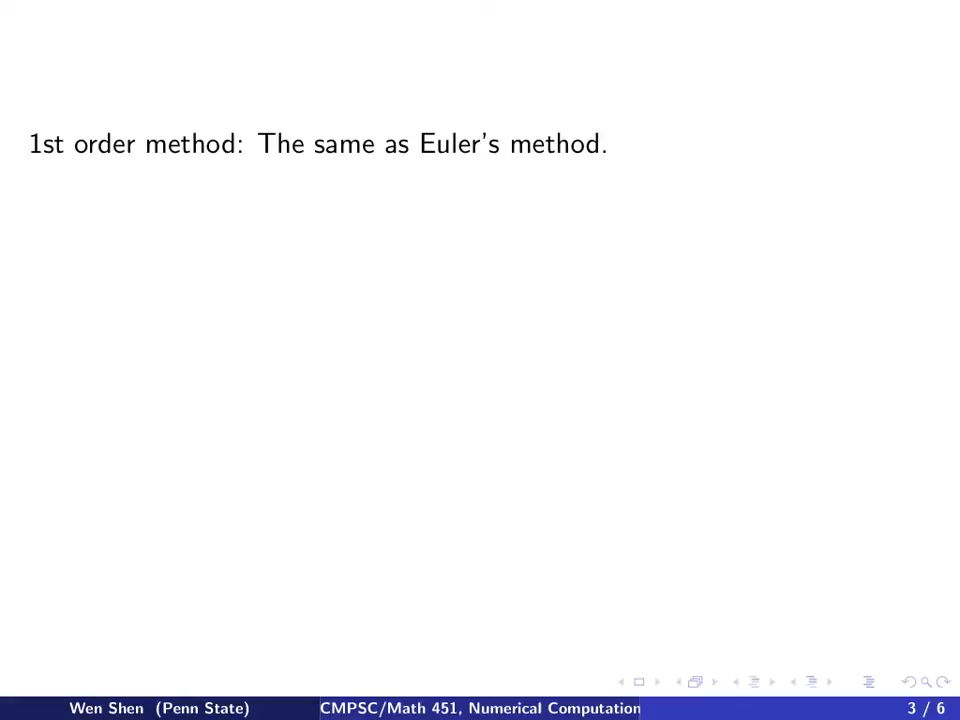 1st order method: The same as Euler's method.
Wen Shen (Penn State) CMPSC/Math 451, Numerical Computation 3 / 6